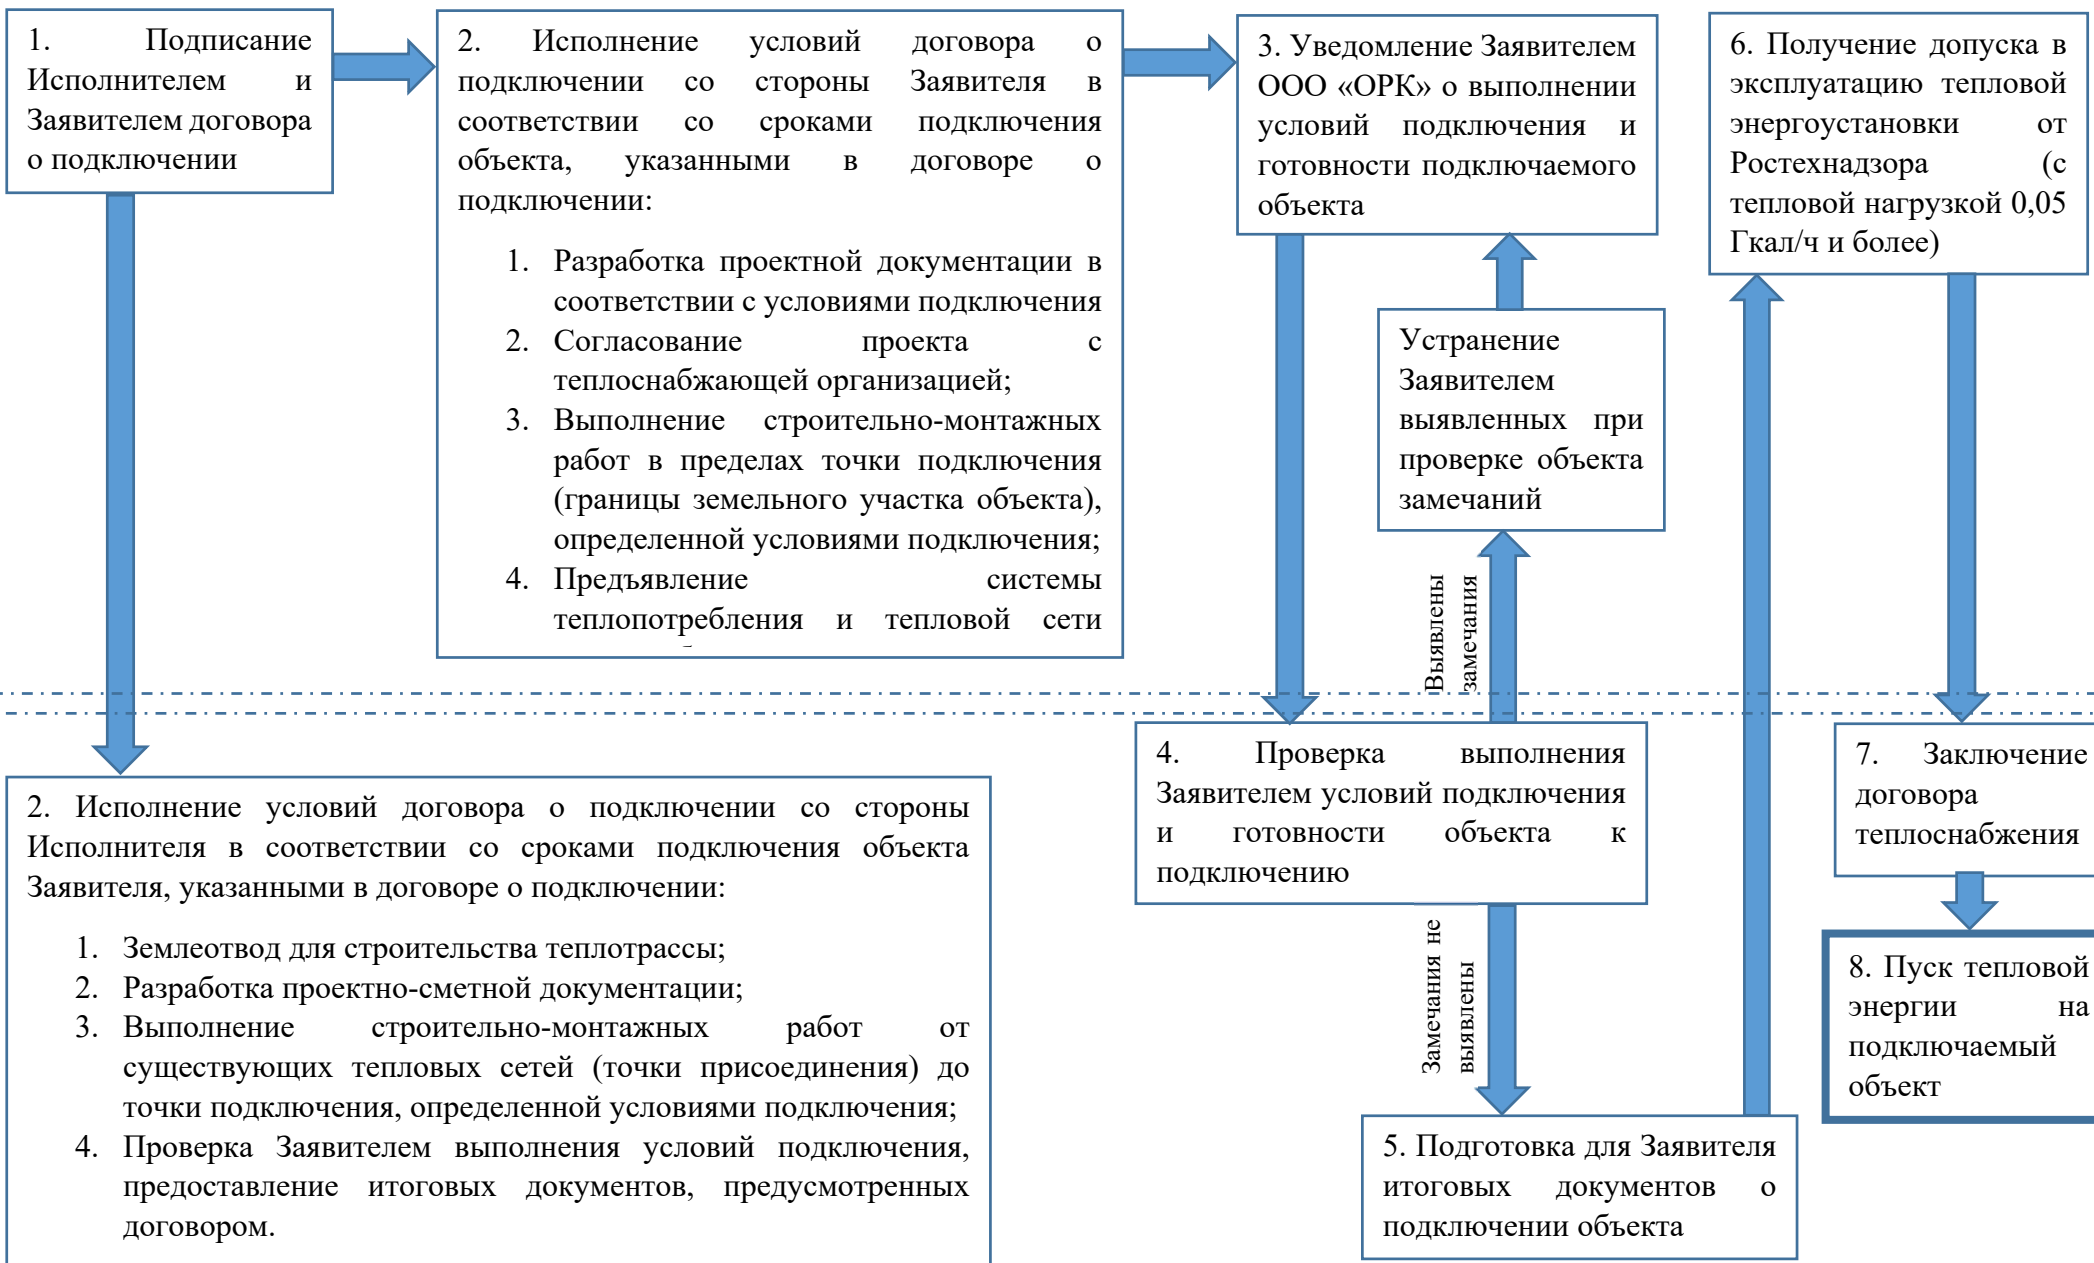 1. Подписание
Исполнителем и
Заявителем договора
о подключении
2. Исполнение условий договора о
подключении со стороны Заявителя в
соответствии со сроками подключения
объекта, указанными в договоре о
подключении:
1. Разработка проектной документации в
соответствии с условиями подключения
2. Согласование проекта с
теплоснабжающей организацией;
3. Выполнение строительно-монтажных
работ в пределах точки подключения
(границы земельного участка объекта),
определенной условиями подключения;
4. Предъявление системы
теплопотребления и тепловой сети
3. Уведомление Заявителем
ООО «ОРК» о выполнении
условий подключения и
готовности подключаемого
объекта
Устранение
Заявителем
выявленных при
проверке объекта
замечаний
6. Получение допуска в
эксплуатацию тепловой
энергоустановки от
Ростехнадзора (с
тепловой нагрузкой 0,05
Гкал/ч и более)
Выявлены
замечания
2. Исполнение условий договора о подключении со стороны
Исполнителя в соответствии со сроками подключения объекта
Заявителя, указанными в договоре о подключении:
1. Землеотвод для строительства теплотрассы;
2. Разработка проектно-сметной документации;
3. Выполнение строительно-монтажных работ от
существующих тепловых сетей (точки присоединения) до
точки подключения, определенной условиями подключения;
4. Проверка Заявителем выполнения условий подключения,
предоставление итоговых документов, предусмотренных
договором.
4. Проверка выполнения
Заявителем условий подключения
и готовности объекта к
подключению
Замечания не
выявлены
5. Подготовка для Заявителя
итоговых документов о
подключении объекта
7. Заключение
договора
теплоснабжения
8. Пуск тепловой
энергии на
подключаемый
объект